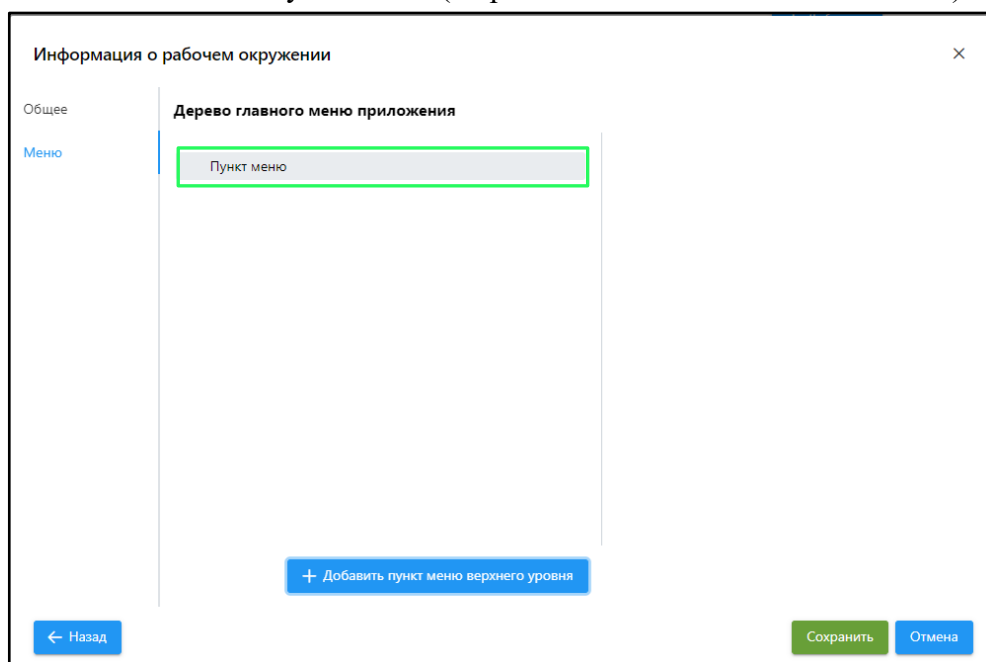 Информация о рабочем окружении
Общее
Дерево главного меню приложения
Меню
Пункт меню
+ Добавить пункт меню верхнего уровня
← Назад
Сохранить
Отмена